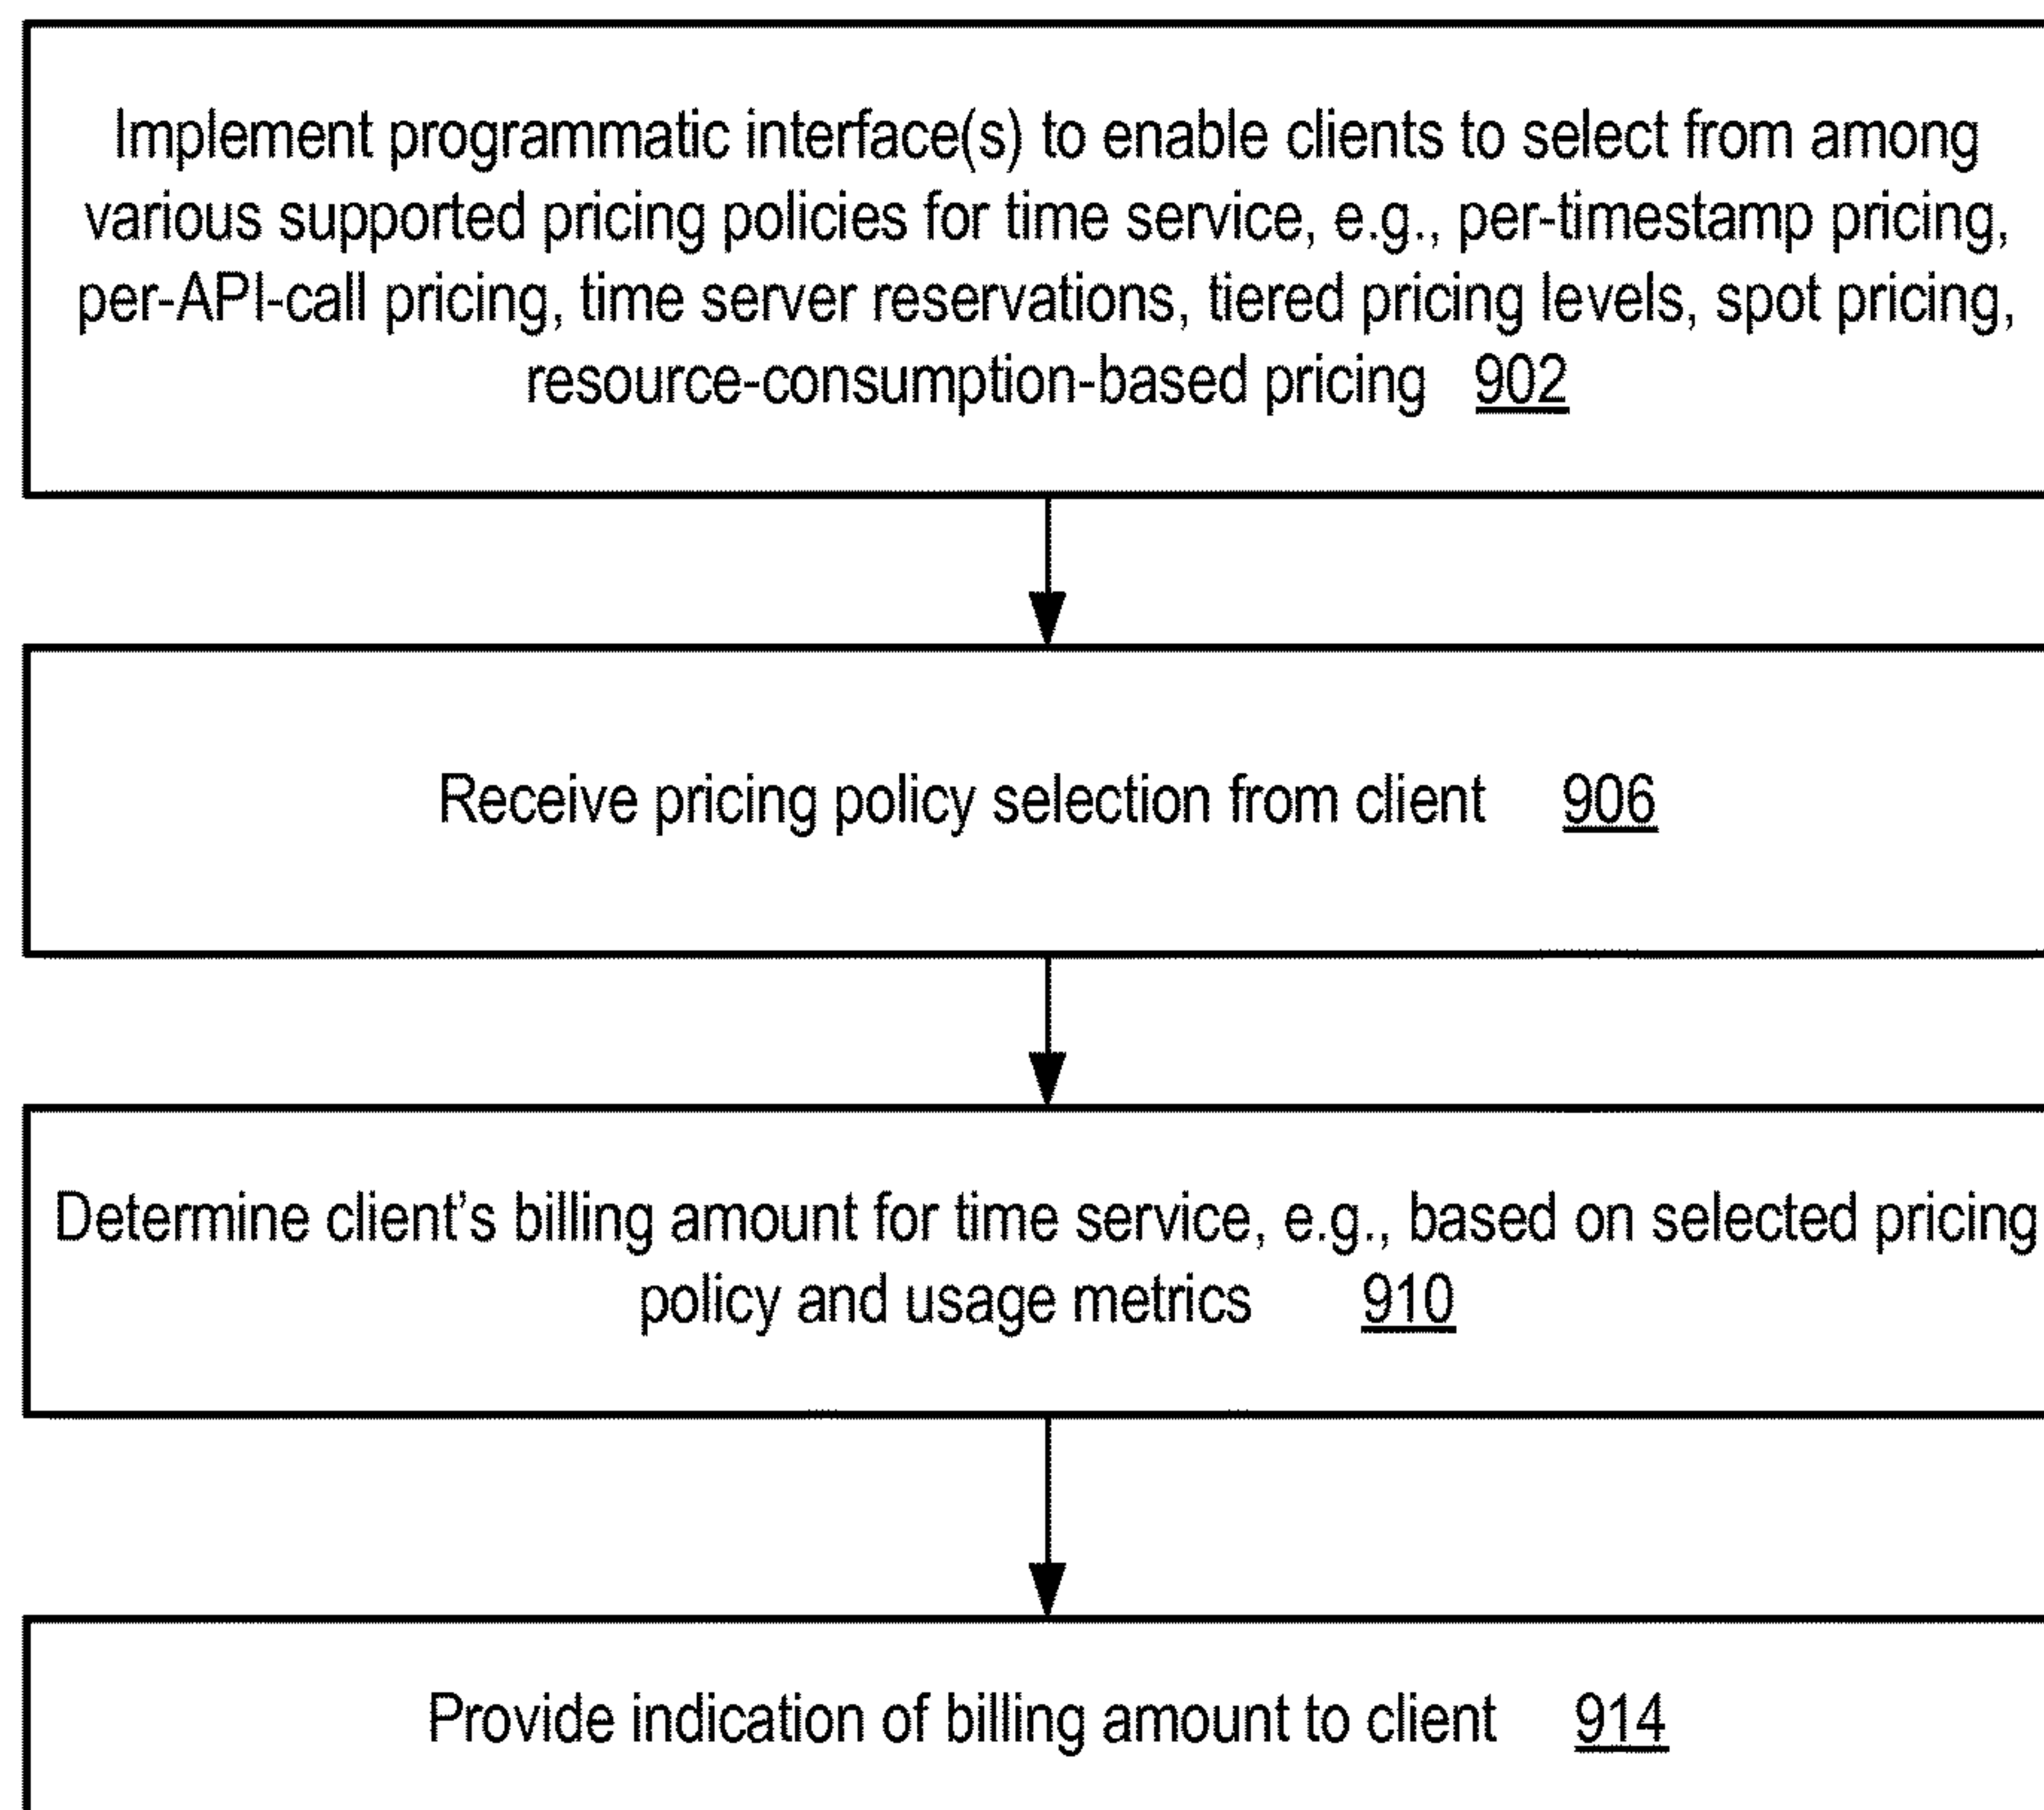 Implement programmatic interface(s) to enable clients to select from among
various supported pricing policies for time service, e.g., per-timestamp pricing,
per-API-call pricing, time server reservations, tiered pricing levels, spot pricing,
resource-consumption-based pricing 902
Receive pricing policy selection from client 906
Determine client's billing amount for time service, e.g., based on selected pricing
policy and usage metrics 910
Provide indication of billing amount to client 914